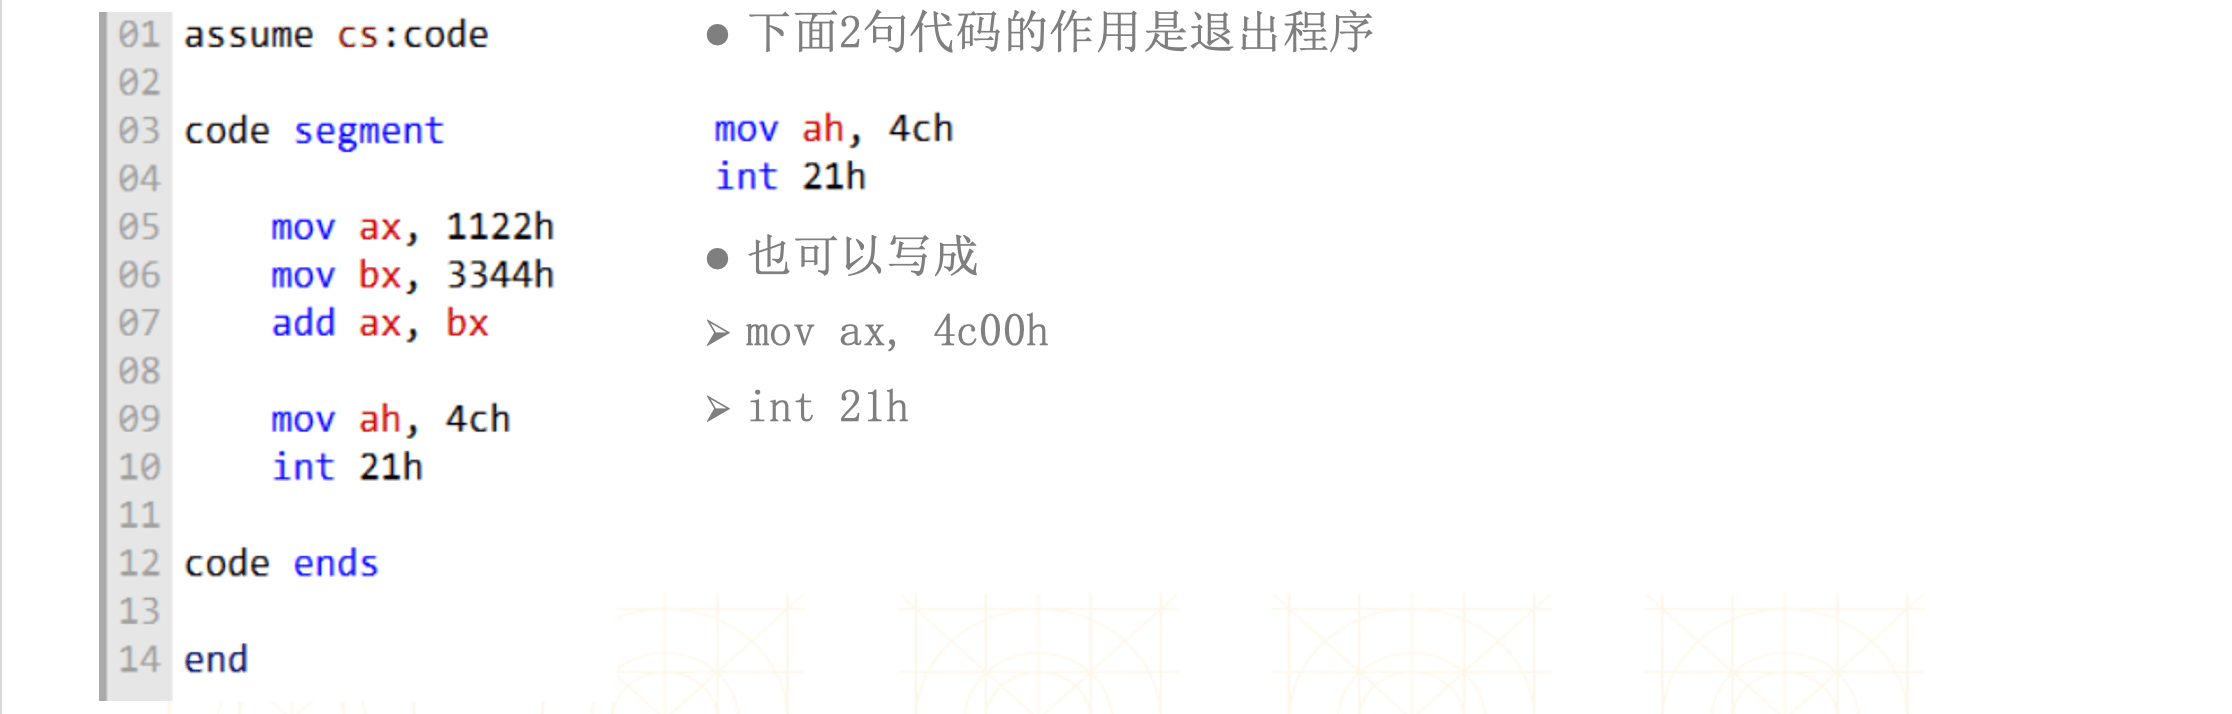 01 assume cs:code
02
03 code segment
04
05 mov ax, 1122h
06 mov bx, 3344h
07 add ax, bx
08
09 mov ah, 4ch
10 int 21h
11
12 code ends
13
14 end
● 下面2句代码的作用是退出程序
mov ah, 4ch
int 21h
● 也可以写成
➢ mov ax, 4c00h
➢ int 21h